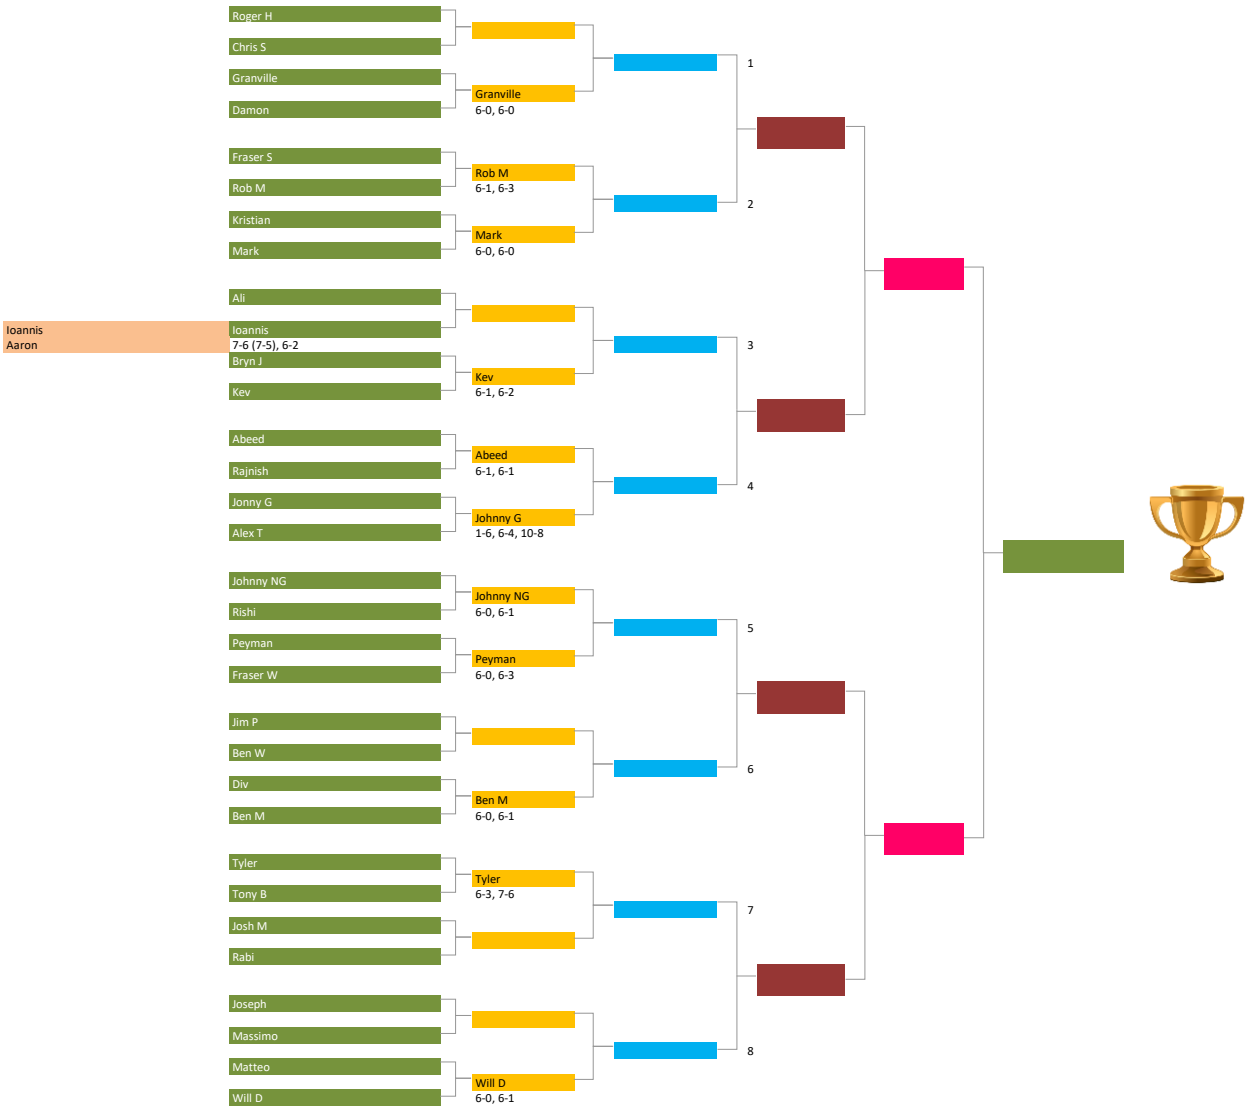 Roger H
Chris S
Granville
Damon
Granville
6-0, 6-0
1
Fraser S
Rob M
Kristian
Mark
Rob M
6-1, 6-3
Mark
6-0, 6-0
2
Ioannis
Aaron
Ali
Ioannis
7-6 (7-5), 6-2
Bryn J
Kev
Kev
6-1, 6-2
3
Abeed
Rajnish
Jonny G
Alex T
Abeed
6-1, 6-1
Johnny G
1-6, 6-4, 10-8
4
Johnny NG
Rishi
Peyman
Fraser W
Johnny NG
6-0, 6-1
Peyman
6-0, 6-3
5
Jim P
Ben W
Div
Ben M
Ben M
6-0, 6-1
6
Tyler
Tony B
Josh M
Rabi
Tyler
6-3, 7-6
7
Joseph
Massimo
Matteo
Will D
Will D
6-0, 6-1
8